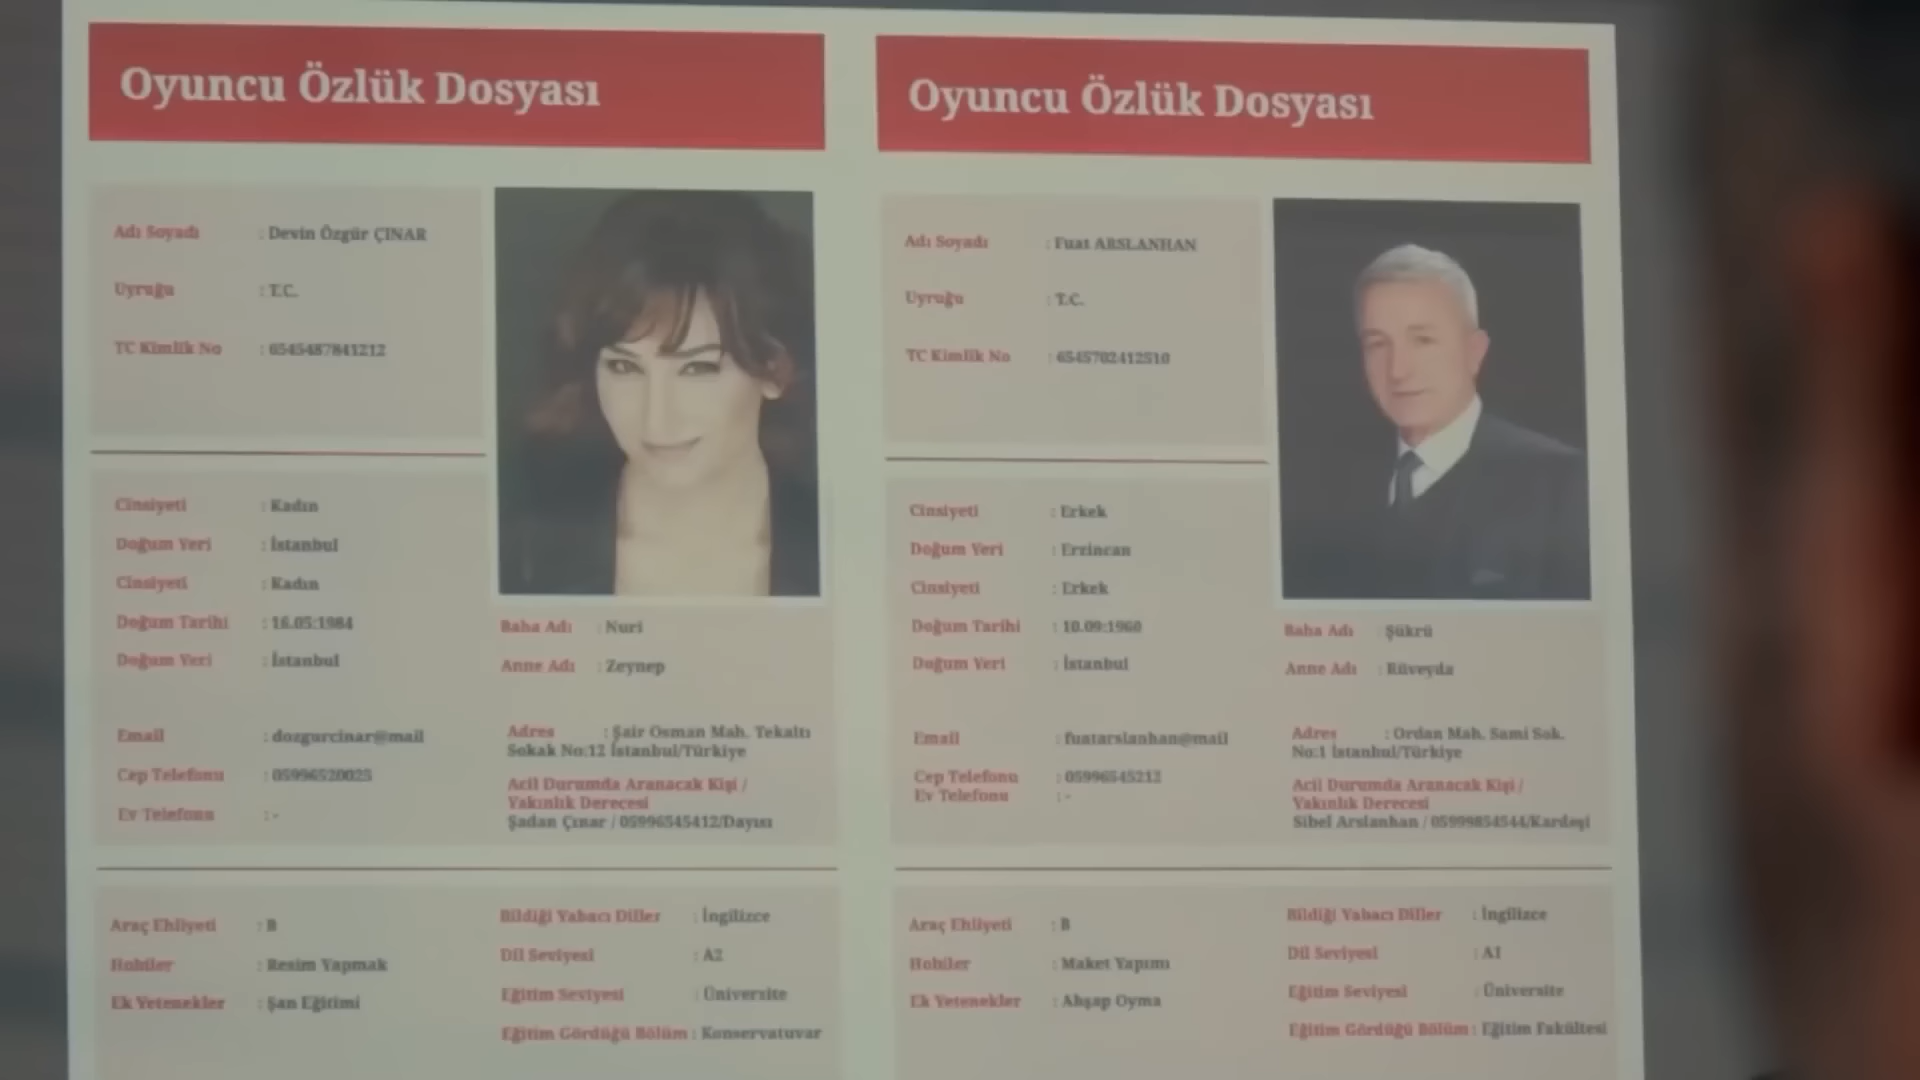 Oyuncu Özlük Dosyası
Adı Soyadı : Devin Özgür ÇINAR
Uyruğu : T.C.
TC Kimlik No : 6545487841212
Cinsiyeti : Kadın
Doğum Yeri : İstanbul
Cinsiyeti : Kadın
Doğum Tarihi : 16.05.1984
Doğum Yeri : İstanbul
Baba Adı : Nuri
Anne Adı : Zeynep
Email : dozgurcinar@mail
Cep Telefonu : 05996520025
Ev Telefonu : -
Adres : Şair Osman Mah. Tekaltı
Sokak No:12 İstanbul/Türkiye
Acil Durumda Aranacak Kişi /
Yakınlık Derecesi
Şadan Çınar / 05996545412/Dayısı
Araç Ehliyeti : B
Hobiler : Resim Yapmak
Ek Yetenekler : Şan Eğitimi
Bildiği Yabacı Diller : İngilizce
Dil Seviyesi : A2
Eğitim Seviyesi : Üniversite
Eğitim Gördüğü Bölüm : Konservatuvar
Oyuncu Özlük Dosyası
Adı Soyadı : Fuat ARSLANHAN
Uyruğu : T.C.
TC Kimlik No : 6545702412510
Cinsiyeti : Erkek
Doğum Yeri : Erzincan
Cinsiyeti : Erkek
Doğum Tarihi : 10.09.1960
Doğum Yeri : İstanbul
Baba Adı : Şükrü
Anne Adı : Rüveyda
Email : fuatarslanhan@mail
Cep Telefonu : 05996545212
Ev Telefonu : -
Adres : Ordan Mah. Sami Sok.
No:1 İstanbul/Türkiye
Acil Durumda Aranacak Kişi /
Yakınlık Derecesi
Sibel Arslanhan / 05999854544/Kardeşi
Araç Ehliyeti : B
Hobiler : Maket Yapımı
Ek Yetenekler : Ahşap Oyma
Bildiği Yabacı Diller : İngilizce
Dil Seviyesi : A1
Eğitim Seviyesi : Üniversite
Eğitim Gördüğü Bölüm : Eğitim Fakültesi